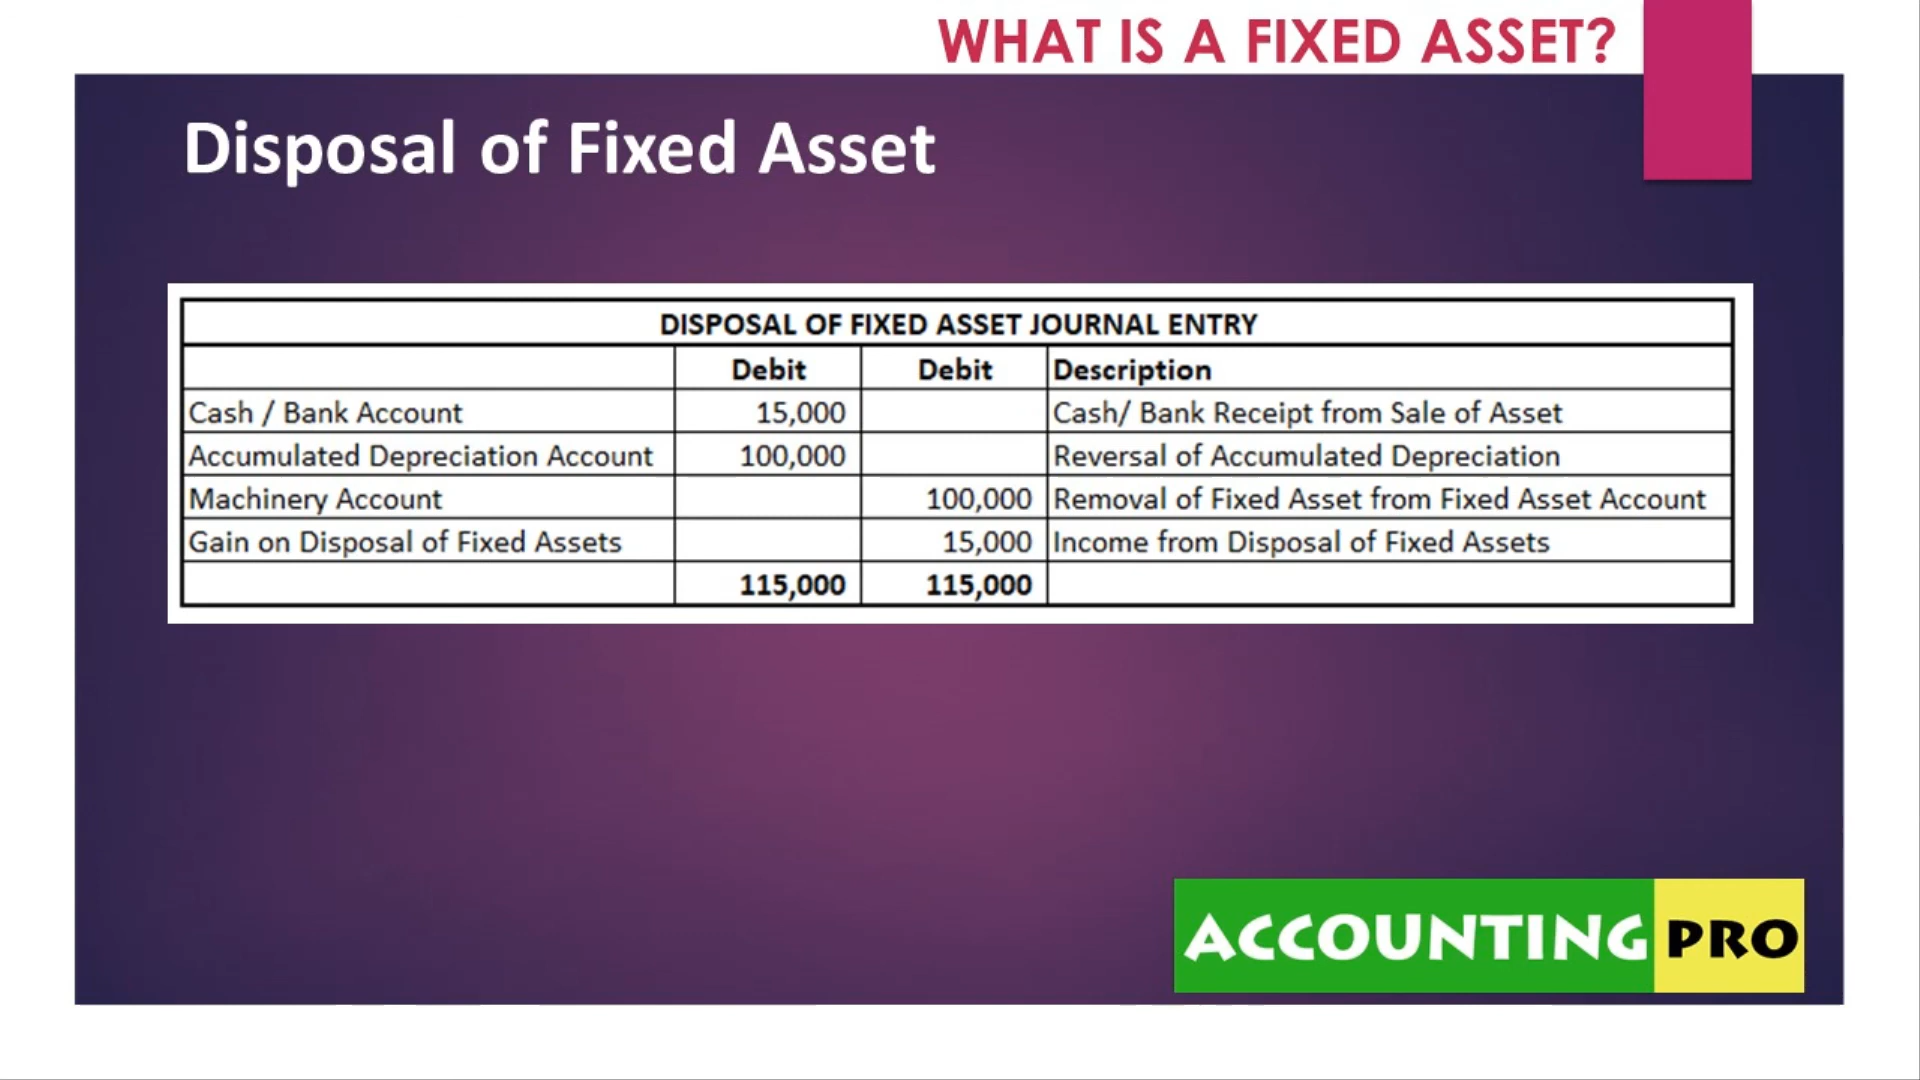 WHAT IS A FIXED ASSET?
Disposal of Fixed Asset
DISPOSAL OF FIXED ASSET JOURNAL ENTRY
Debit Debit Description
Cash / Bank Account 15,000 Cash/ Bank Receipt from Sale of Asset
Accumulated Depreciation Account 100,000 Reversal of Accumulated Depreciation
Machinery Account 100,000 Removal of Fixed Asset from Fixed Asset Account
Gain on Disposal of Fixed Assets 15,000 Income from Disposal of Fixed Assets
115,000 115,000
ACCOUNTING PRO